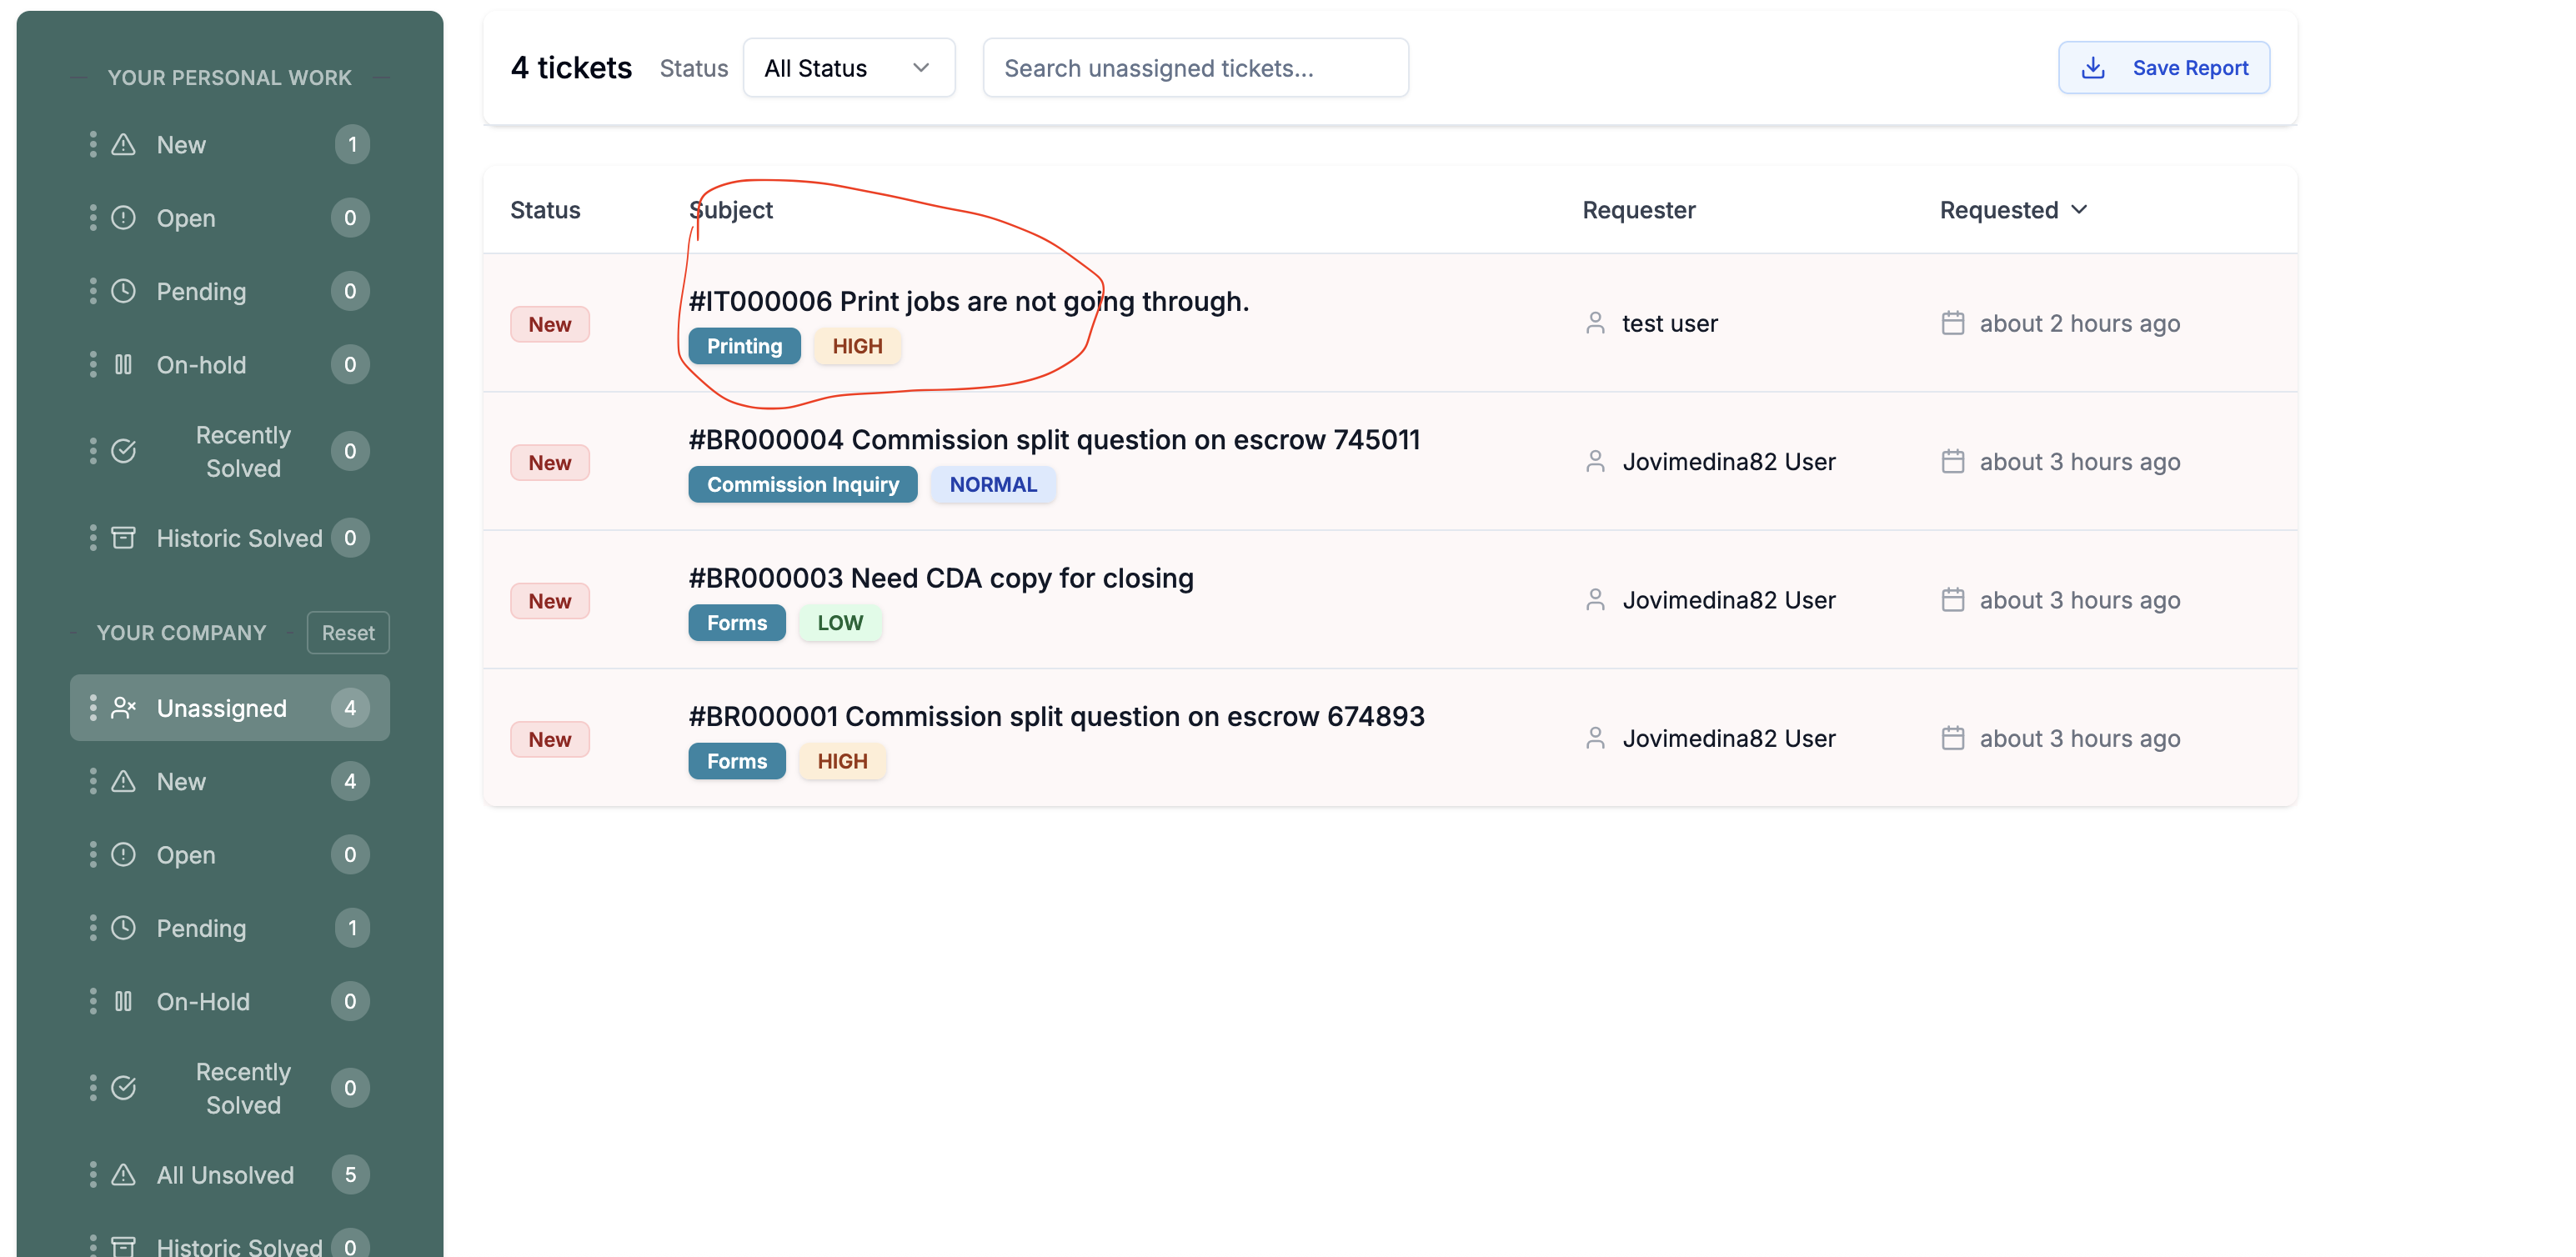 YOUR PERSONAL WORK
New 1
Open 0
Pending 0
On-hold 0
Recently
Solved 0
Historic Solved 0
YOUR COMPANY Reset
Unassigned 4
New 4
Open 0
Pending 1
On-Hold 0
Recently
Solved 0
All Unsolved 5
Historic Solved 0
4 tickets Status All Status Search unassigned tickets... Save Report
Status Subject Requester Requested
New #IT000006 Print jobs are not going through. test user about 2 hours ago
Printing HIGH
New #BR000004 Commission split question on escrow 745011 Jovimedina82 User about 3 hours ago
Commission Inquiry NORMAL
New #BR000003 Need CDA copy for closing Jovimedina82 User about 3 hours ago
Forms LOW
New #BR000001 Commission split question on escrow 674893 Jovimedina82 User about 3 hours ago
Forms HIGH